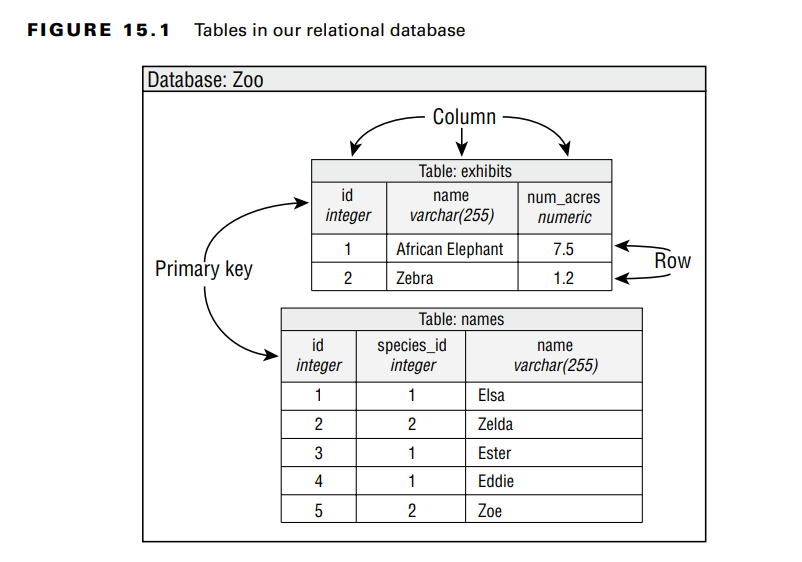 FIGURE 15.1 Tables in our relational database
Database: Zoo
Column
Table: exhibits
id name num_acres
integer varchar(255) numeric
1 African Elephant 7.5
2 Zebra 1.2
Primary key
Row
Table: names
id species_id name
integer integer varchar(255)
1 1 Elsa
2 2 Zelda
3 1 Ester
4 1 Eddie
5 2 Zoe